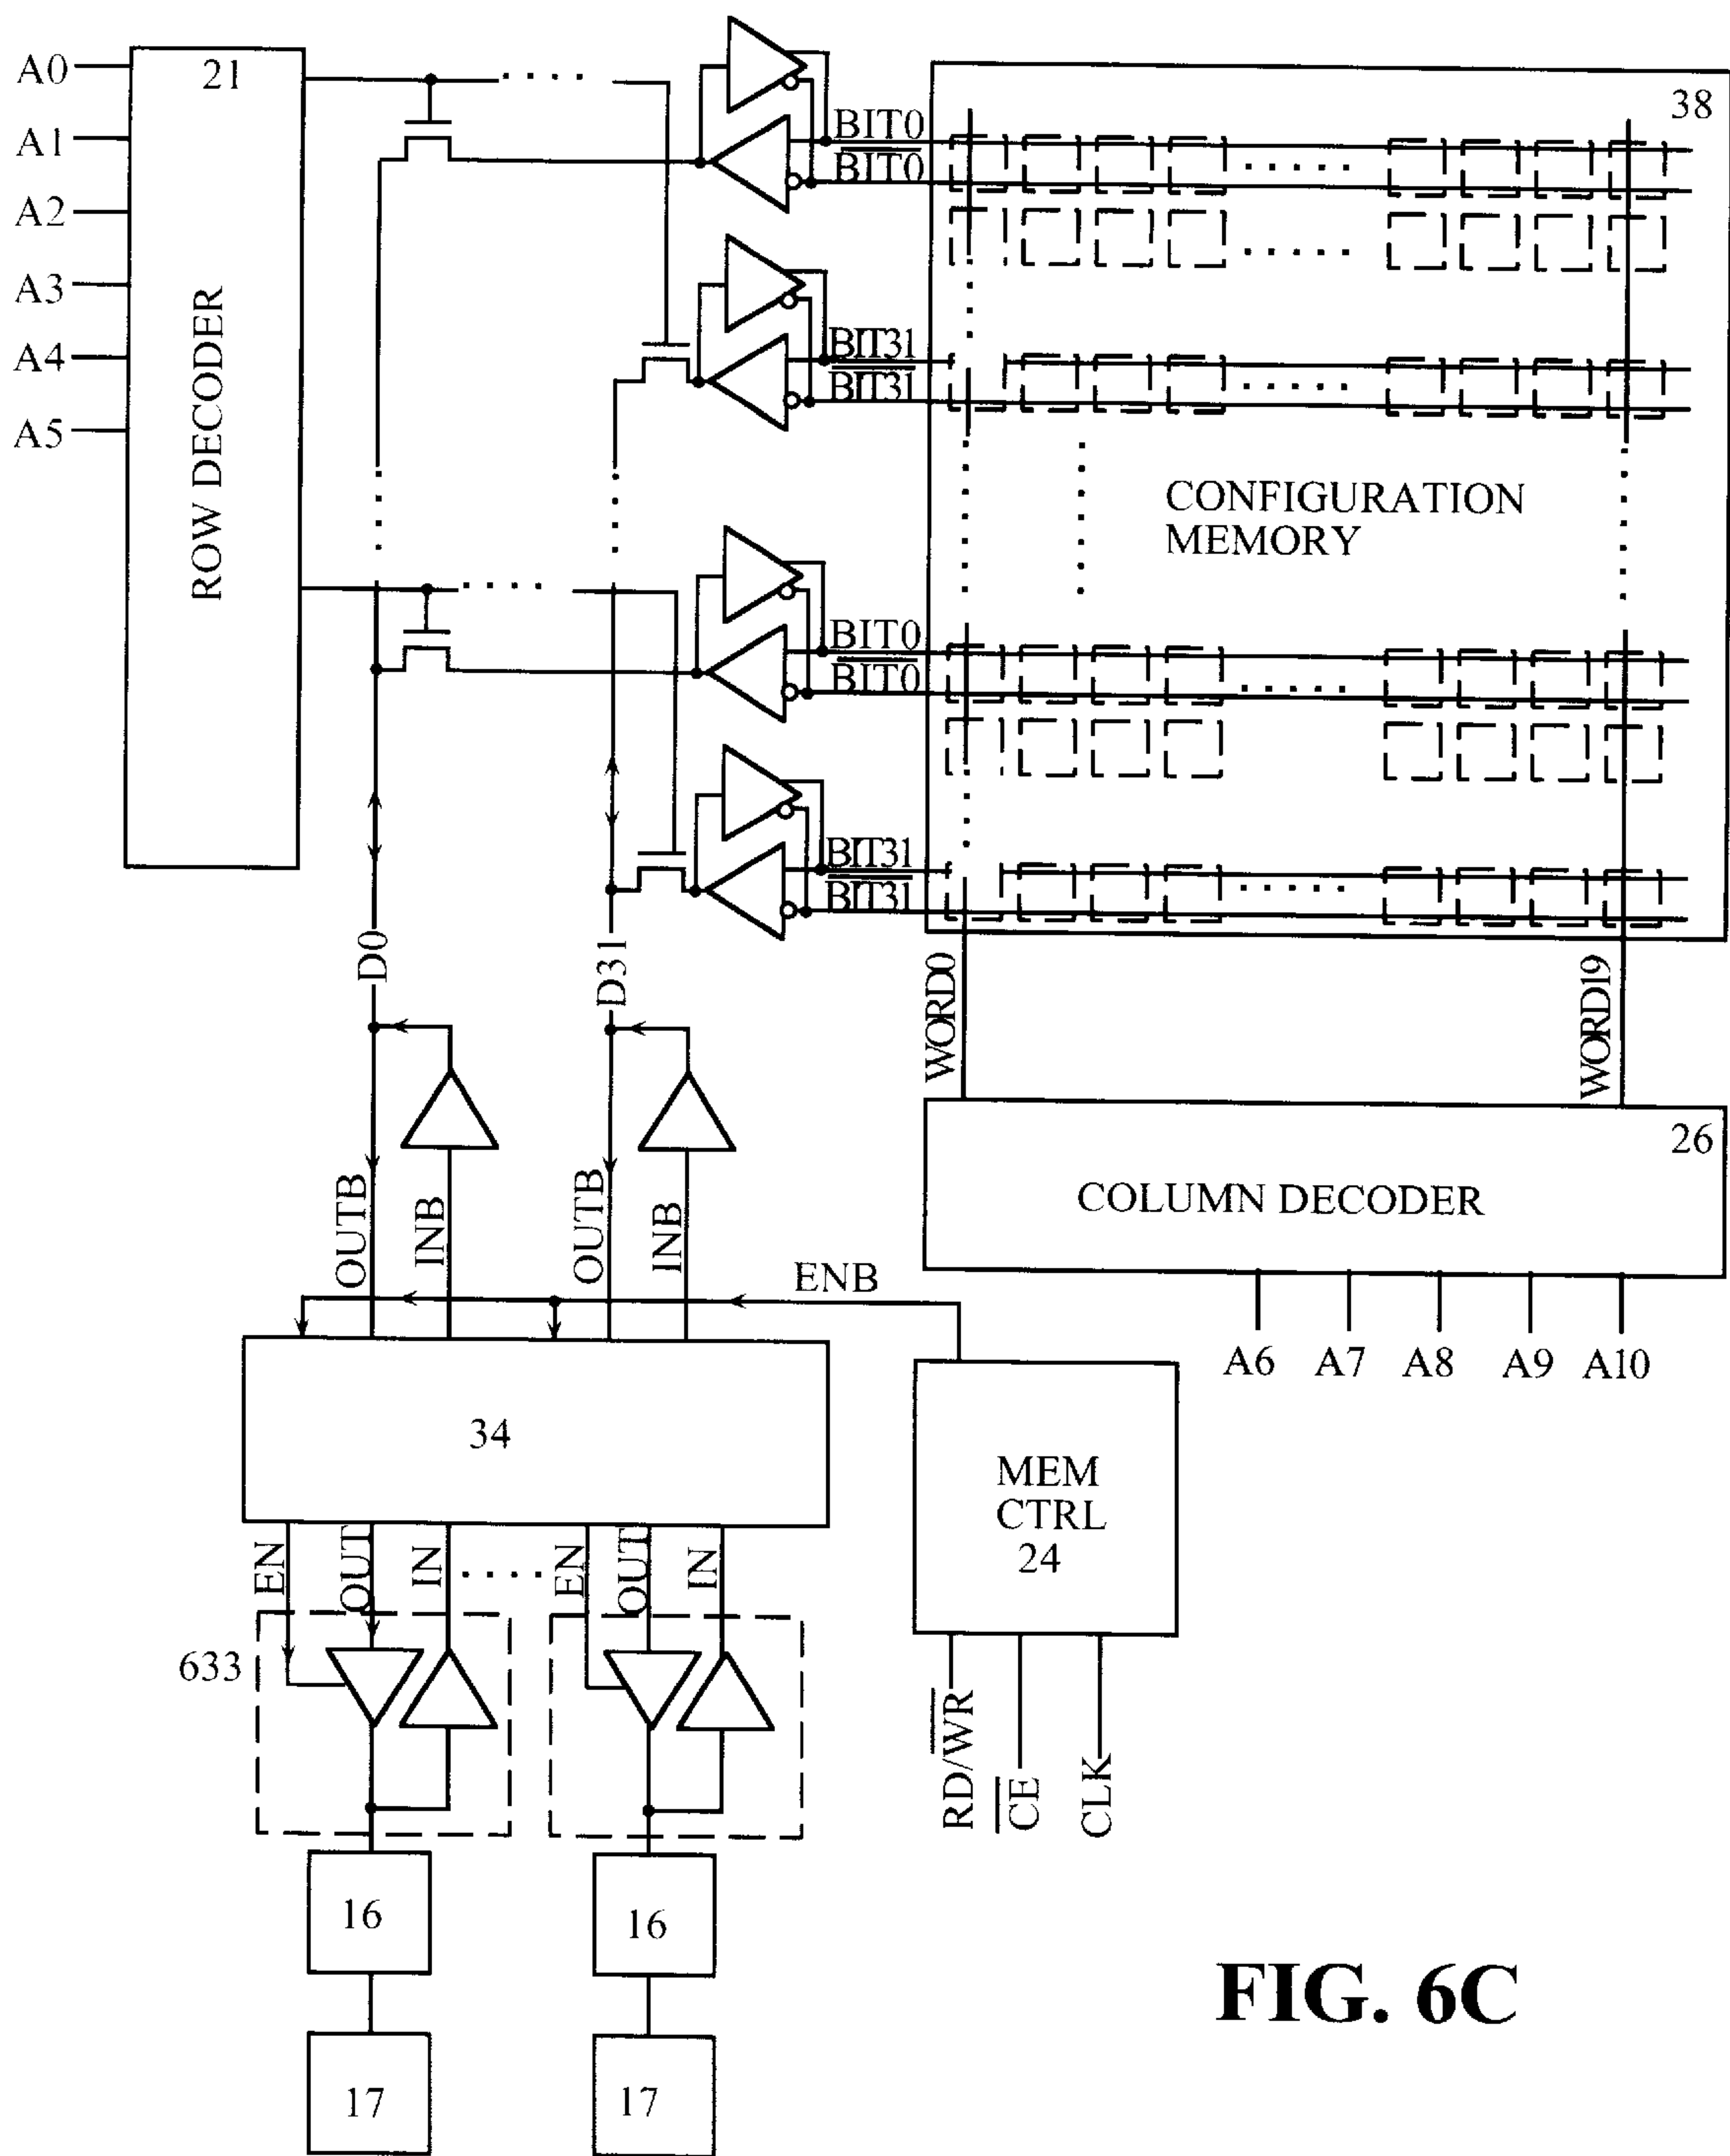 A0
A1
A2
A3
A4
A5
21
ROW DECODER
BIT0
BIT0
BIT31
BIT31
BIT0
BIT0
BIT31
BIT31
38
CONFIGURATION
MEMORY
D0
D31
WORD0
WORD19
26
COLUMN DECODER
A6
A7
A8
A9
A10
OUTB
INB
OUTB
INB
ENB
34
MEM
CTRL
24
RD/WR
CE
CLK
EN
OUT
IN
EN
OUT
IN
633
16
16
17
17
FIG. 6C